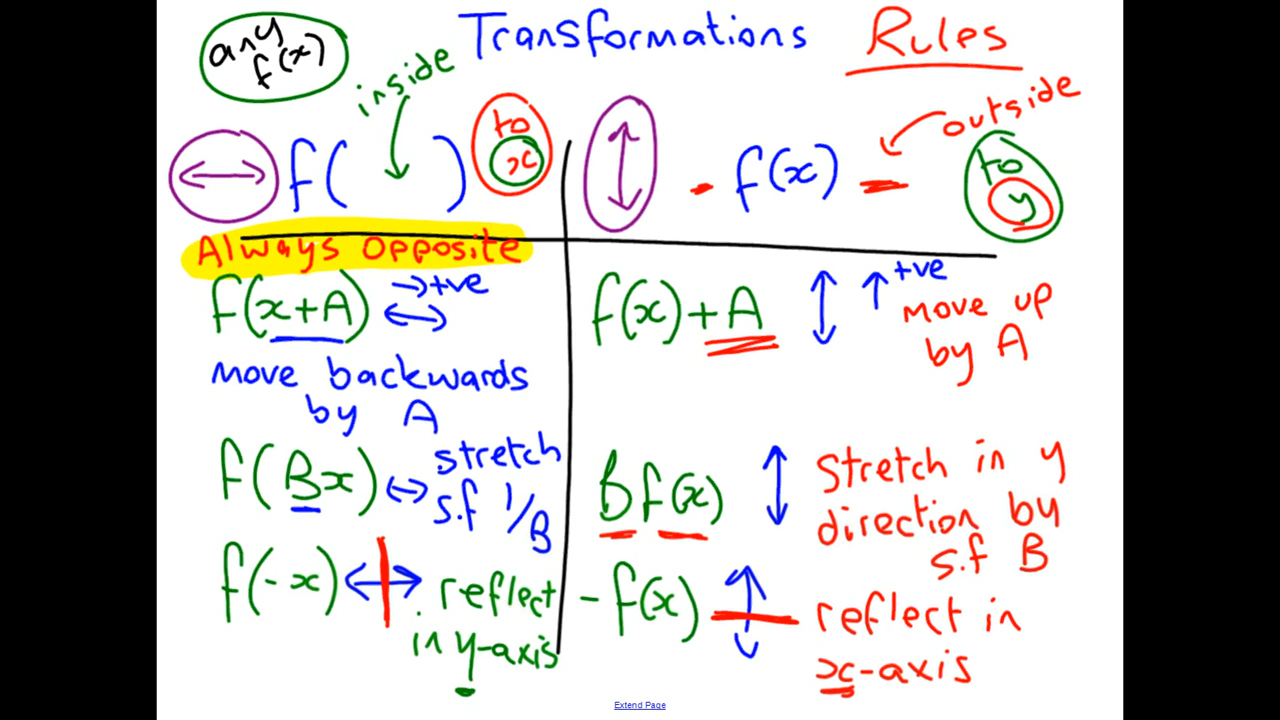 any
f(x)
Transformations Rules
inside
f( ) to
x
- f(x) -
outside
to
y
Always opposite
f(x+A) →+ve
move backwards
by A
f(x)+A ↑+ve
move up
by A
f(Bx) stretch
s.f 1/B
Bf(x) stretch in y
direction by
s.f B
f(-x) reflect
in y-axis
-f(x) reflect in
x-axis
Extend Page